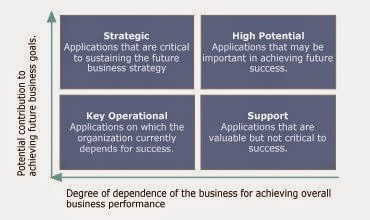 Potential contribution to
achieving future business goals.
Strategic
Applications that are critical
to sustaining the future
business strategy
High Potential
Applications that may be
important in achieving future
success.
Key Operational
Applications on which the
organization currently
depends for success.
Support
Applications that are
valuable but not critical to
success.
Degree of dependence of the business for achieving overall
business performance